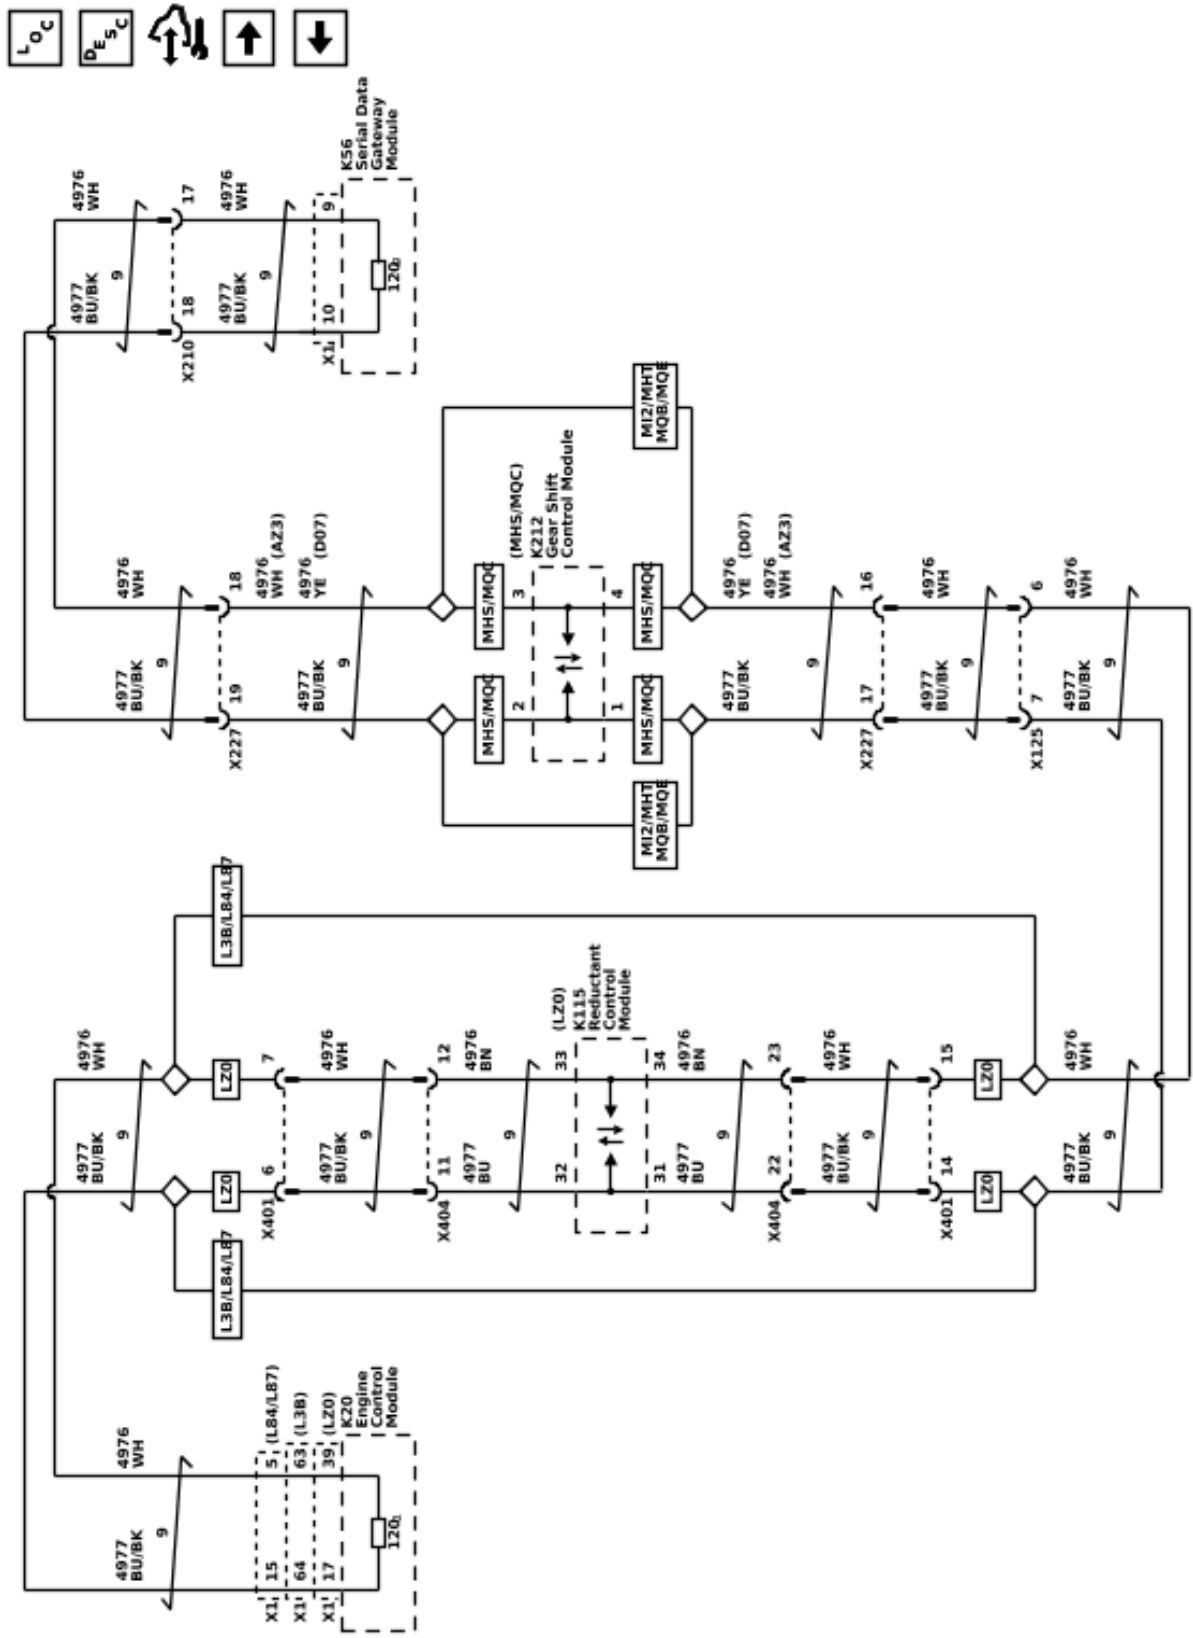 LOC
DESC
K56
Serial Data
Gateway
Module
4976
WH
17
4976
WH
9
9
9
4977
BU/BK
18
4977
BU/BK
10
X210
X1
120Ω
MI2/MHT
MQB/MQE
(MHS/MQC)
K212
Gear Shift
Control Module
4976
WH
18
4976
WH (AZ3)
4976
YE (D07)
MHS/MQC
3
4
MHS/MQC
4976
YE (D07)
4976
WH (AZ3)
16
4976
WH
6
4976
WH
9
9
9
9
9
4977
BU/BK
19
4977
BU/BK
MHS/MQC
2
1
MHS/MQC
4977
BU/BK
17
4977
BU/BK
7
4977
BU/BK
X227
X227
X125
MI2/MHT
MQB/MQE
L3B/L84/L87
(LZ0)
K115
Reductant
Control
Module
4976
WH
LZ0
7
4976
WH
12
4976
BN
33
34
4976
BN
23
4976
WH
15
LZ0
4976
WH
9
9
9
9
9
9
4977
BU/BK
LZ0
6
4977
BU/BK
11
4977
BU
32
31
4977
BU
22
4977
BU/BK
14
LZ0
4977
BU/BK
X401
X404
X404
X401
L3B/L84/L87
4976
WH
5
(L84/L87)
63
(L3B)
39
(LZ0)
K20
Engine
Control
Module
9
4977
BU/BK
15
64
17
X1
X1
X1
120Ω